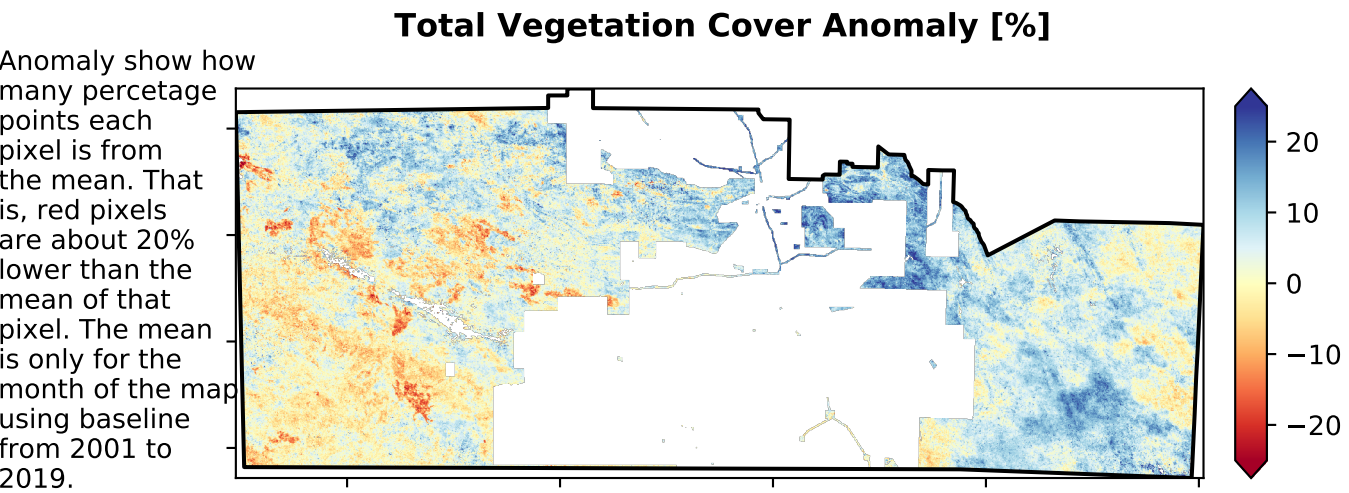 Total Vegetation Cover Anomaly [%]
Anomaly show how
many percetage
points each
pixel is from
the mean. That
is, red pixels
are about 20%
lower than the
mean of that
pixel. The mean
is only for the
month of the map
using baseline
from 2001 to
2019.
20
10
0
−10
−20